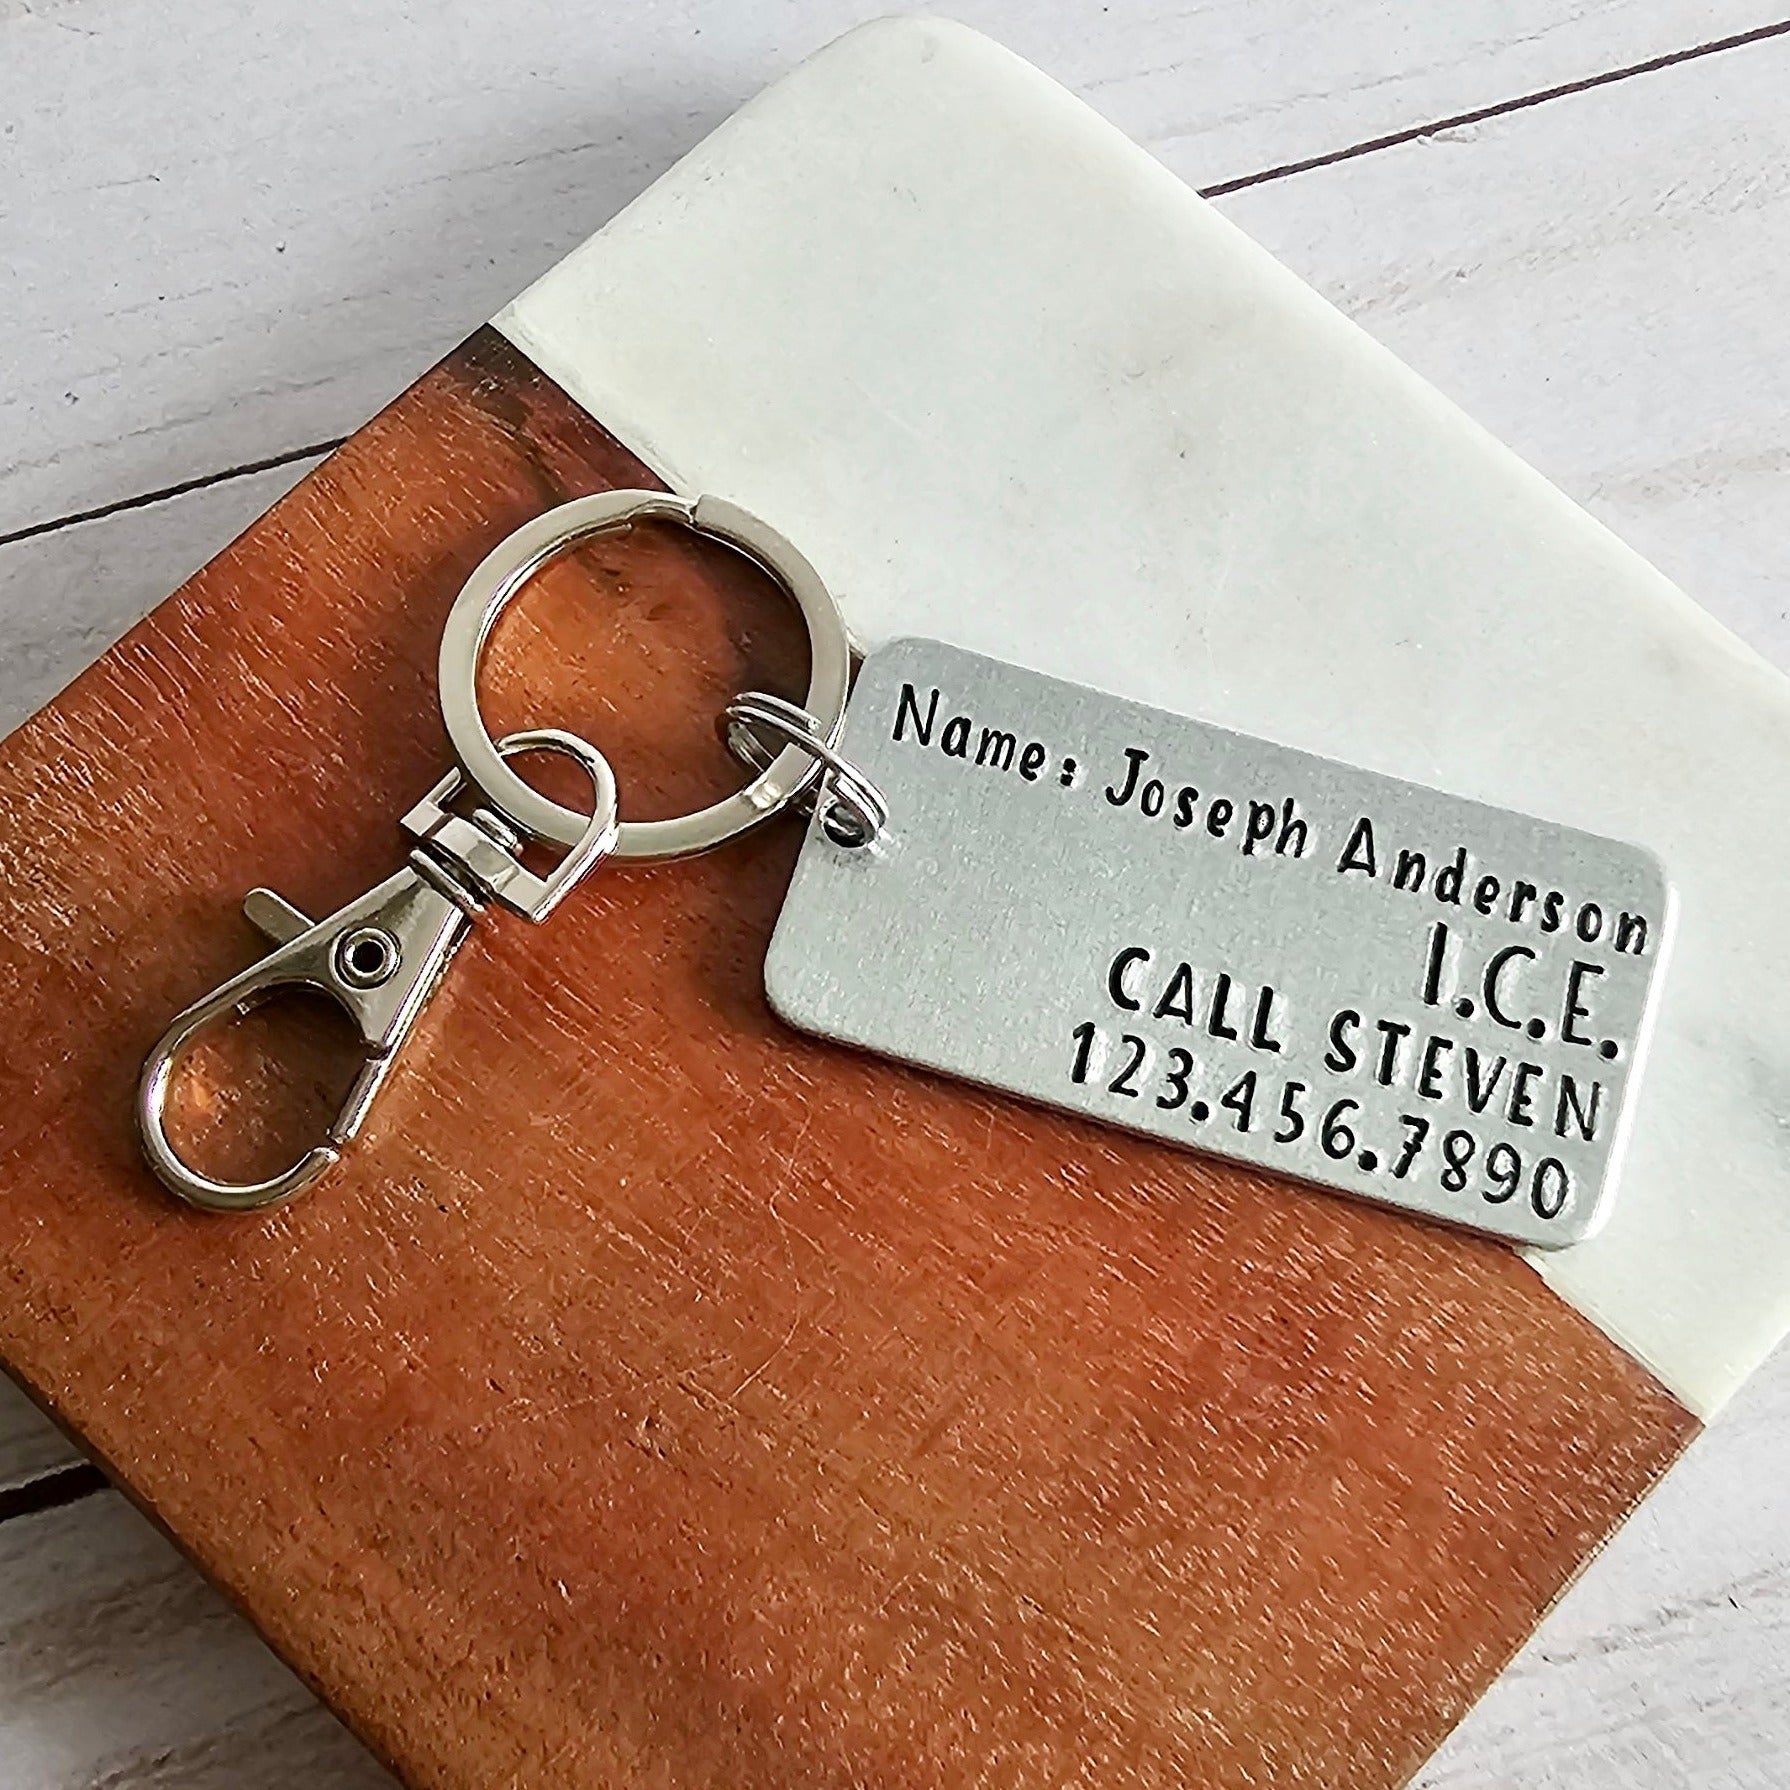 Name: Joseph Anderson
I.C.E.
CALL STEVEN
123.456.7890